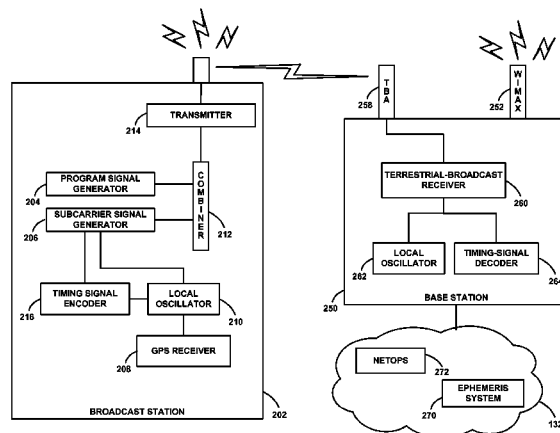 TRANSMITTER
214
PROGRAM SIGNAL
GENERATOR
204
SUBCARRIER SIGNAL
GENERATOR
206
COMBINER
212
TIMING SIGNAL
ENCODER
216
LOCAL
OSCILLATOR
210
GPS RECEIVER
208
BROADCAST STATION
202
TBA
258
WIMAX
252
TERRESTRIAL-BROADCAST
RECEIVER
260
LOCAL
OSCILLATOR
262
TIMING-SIGNAL
DECODER
264
BASE STATION
250
NETOPS
272
EPHEMERIS
SYSTEM
270